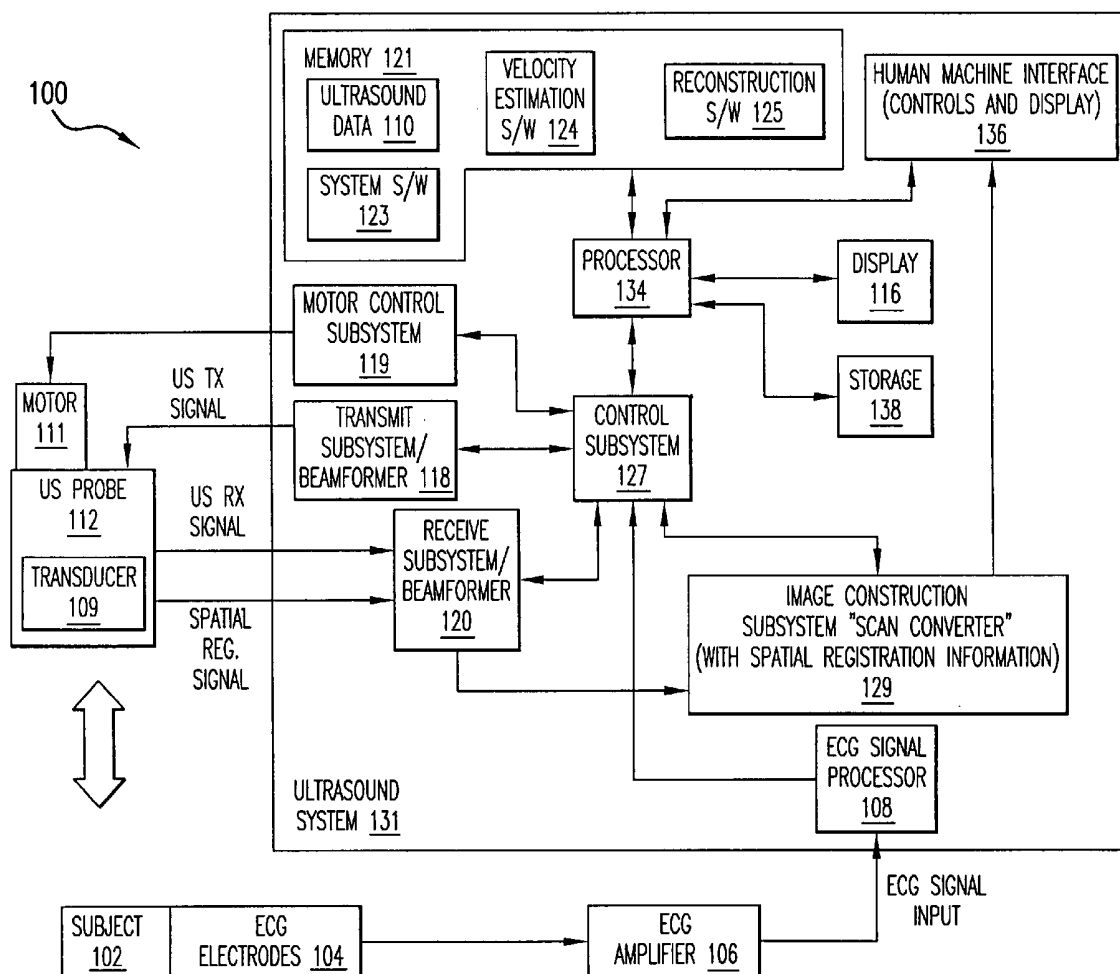 100
MEMORY 121
ULTRASOUND
DATA 110
VELOCITY
ESTIMATION
S/W 124
RECONSTRUCTION
S/W 125
SYSTEM S/W
123
HUMAN MACHINE INTERFACE
(CONTROLS AND DISPLAY)
136
PROCESSOR
134
DISPLAY
116
STORAGE
138
MOTOR CONTROL
SUBSYSTEM
119
US TX
SIGNAL
MOTOR
111
TRANSMIT
SUBSYSTEM/
BEAMFORMER 118
CONTROL
SUBSYSTEM
127
US PROBE
112
TRANSDUCER
109
US RX
SIGNAL
SPATIAL
REG.
SIGNAL
RECEIVE
SUBSYSTEM/
BEAMFORMER
120
IMAGE CONSTRUCTION
SUBSYSTEM "SCAN CONVERTER"
(WITH SPATIAL REGISTRATION INFORMATION)
129
ECG SIGNAL
PROCESSOR
108
ULTRASOUND
SYSTEM 131
ECG SIGNAL
INPUT
SUBJECT
102
ECG
ELECTRODES 104
ECG
AMPLIFIER 106